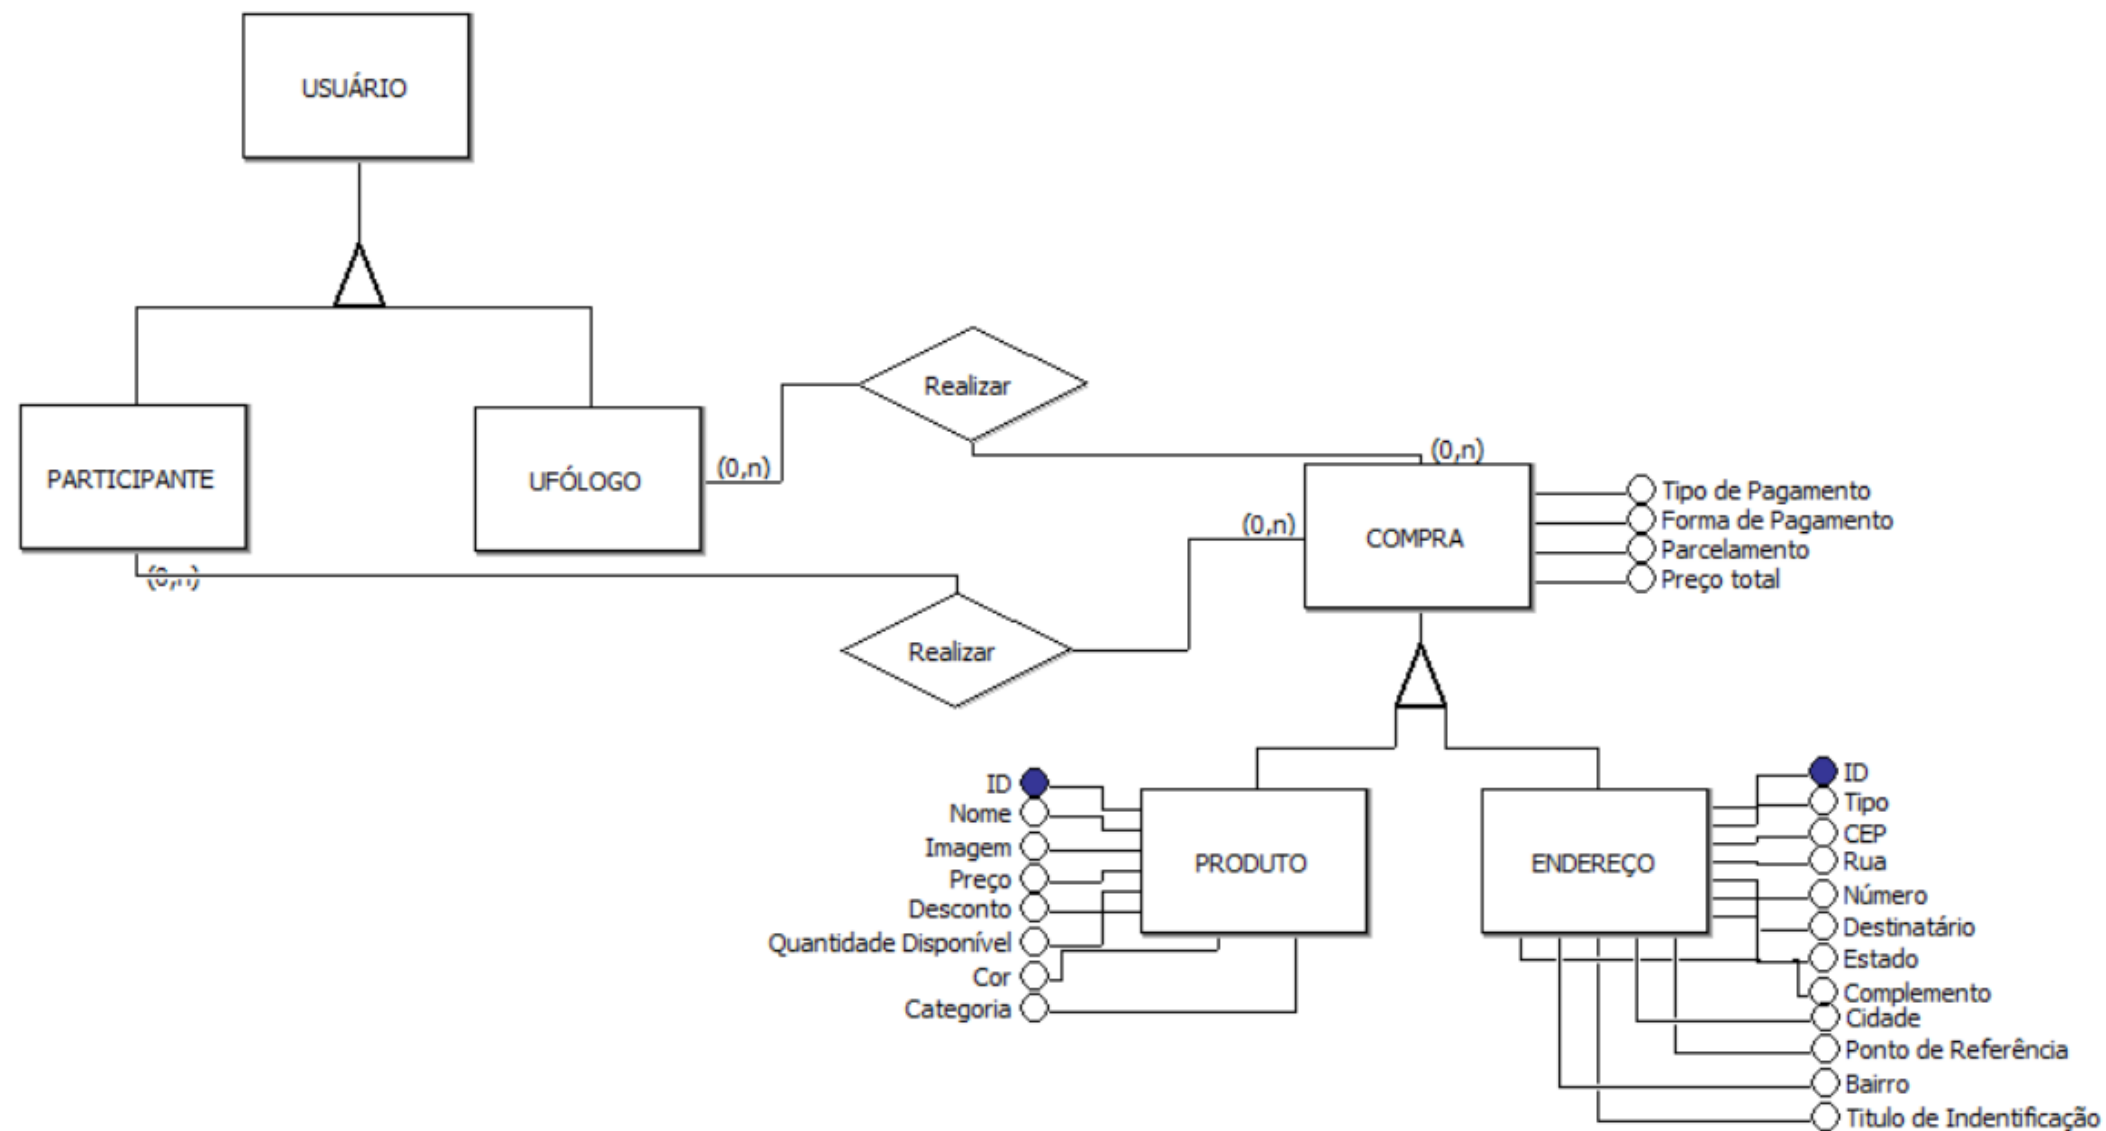 USUÁRIO
PARTICIPANTE
UFÓLOGO
(0,n)
Realizar
(0,n)
(0,n)
Realizar
(0,n)
COMPRA
Tipo de Pagamento
Forma de Pagamento
Parcelamento
Preço total
ID
Nome
Imagem
Preço
Desconto
Quantidade Disponível
Cor
Categoria
PRODUTO
ENDEREÇO
ID
Tipo
CEP
Rua
Número
Destinatário
Estado
Complemento
Cidade
Ponto de Referência
Bairro
Titulo de Indentificação